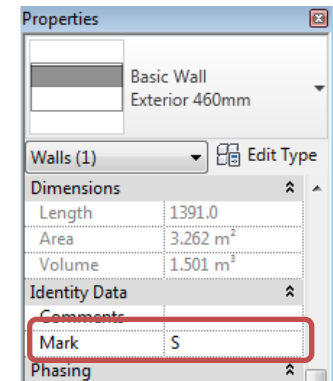 Properties
Basic Wall
Exterior 460mm
Walls (1) Edit Type
Dimensions
Length 1391.0
Area 3.262 m²
Volume 1.501 m³
Identity Data
Comments
Mark S
Phasing